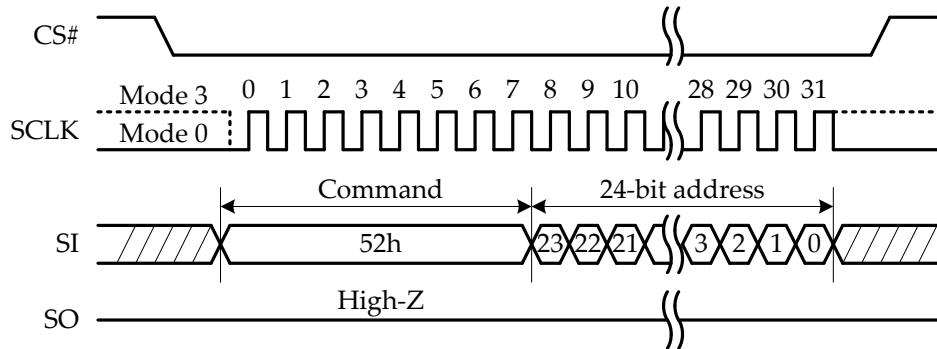 CS#
0 1 2 3 4 5 6 7 8 9 10 28 29 30 31
Mode 3
SCLK
Mode 0
Command 24-bit address
SI 52h 23 22 21 3 2 1 0
High-Z
SO